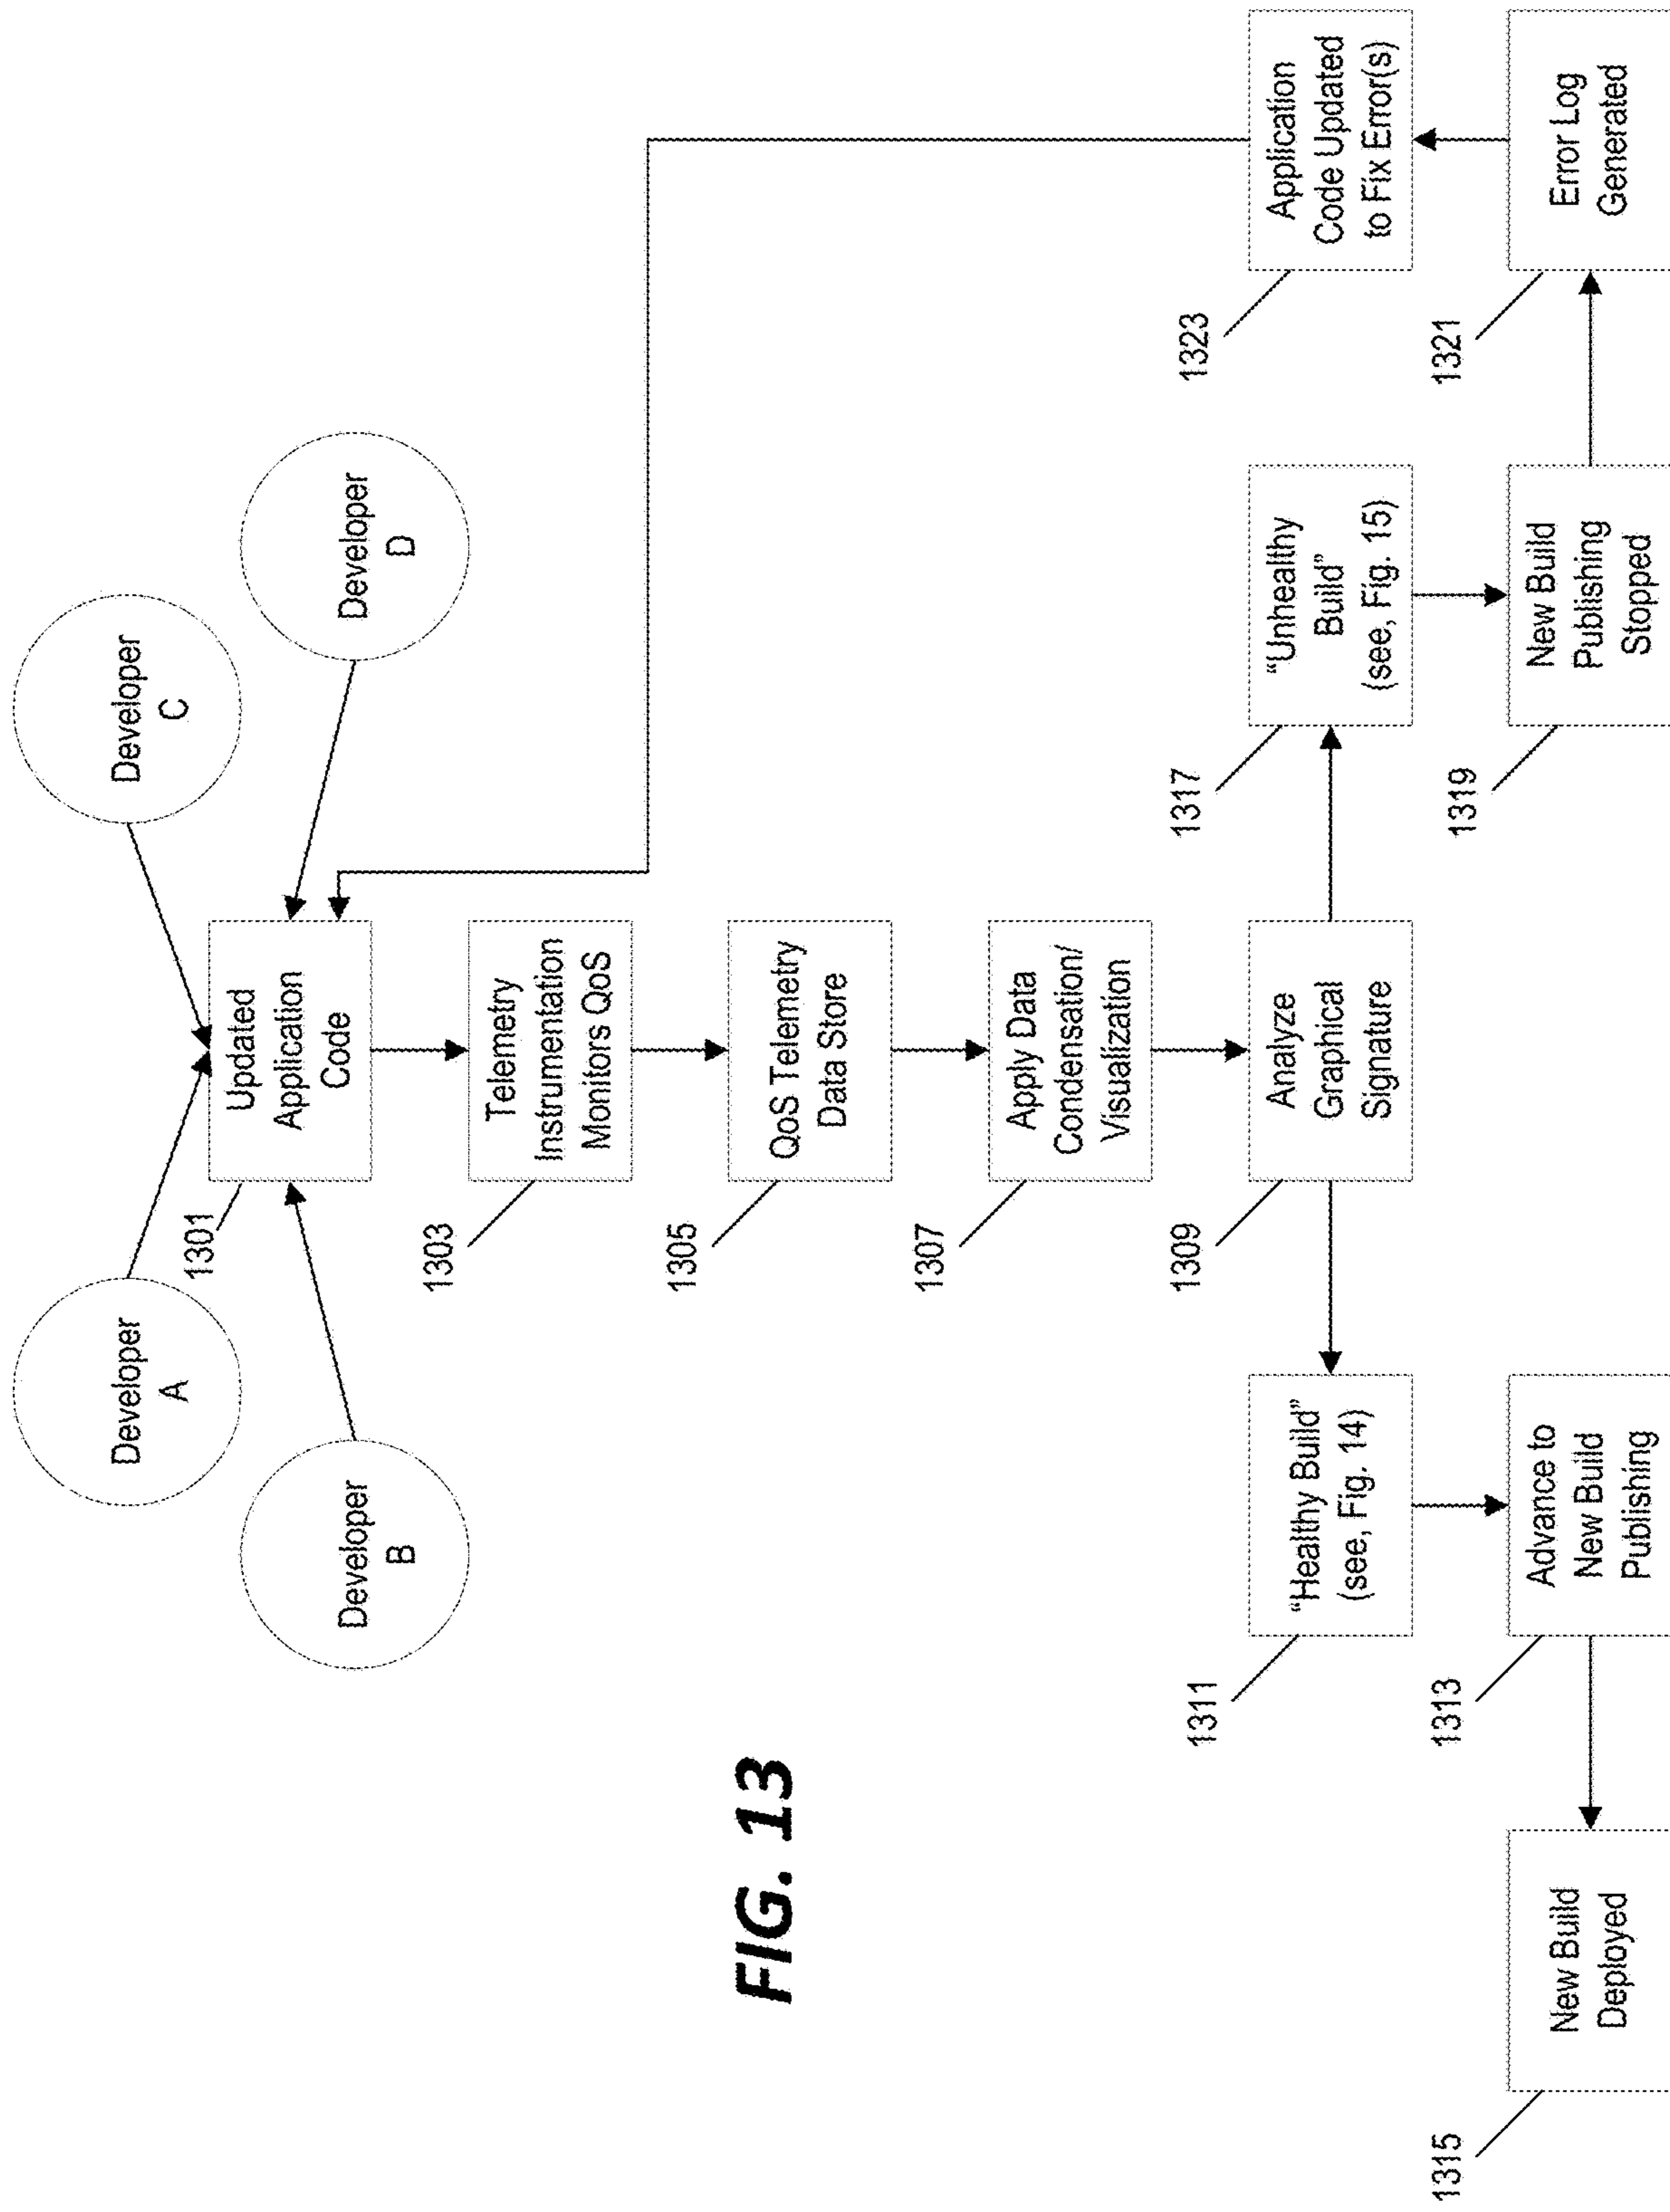 Developer
A
Developer
C
Developer
B
Developer
D
1301
Updated
Application
Code
1303
Telemetry
Instrumentation
Monitors QoS
1305
QoS Telemetry
Data Store
1307
Apply Data
Condensation/
Visualization
1309
Analyze
Graphical
Signature
1311
“Healthy Build”
(see, Fig. 14)
1313
Advance to
New Build
Publishing
1315
New Build
Deployed
1317
“Unhealthy
Build”
(see, Fig. 15)
1319
New Build
Publishing
Stopped
1321
Error Log
Generated
1323
Application
Code Updated
to Fix Error(s)
FIG. 13